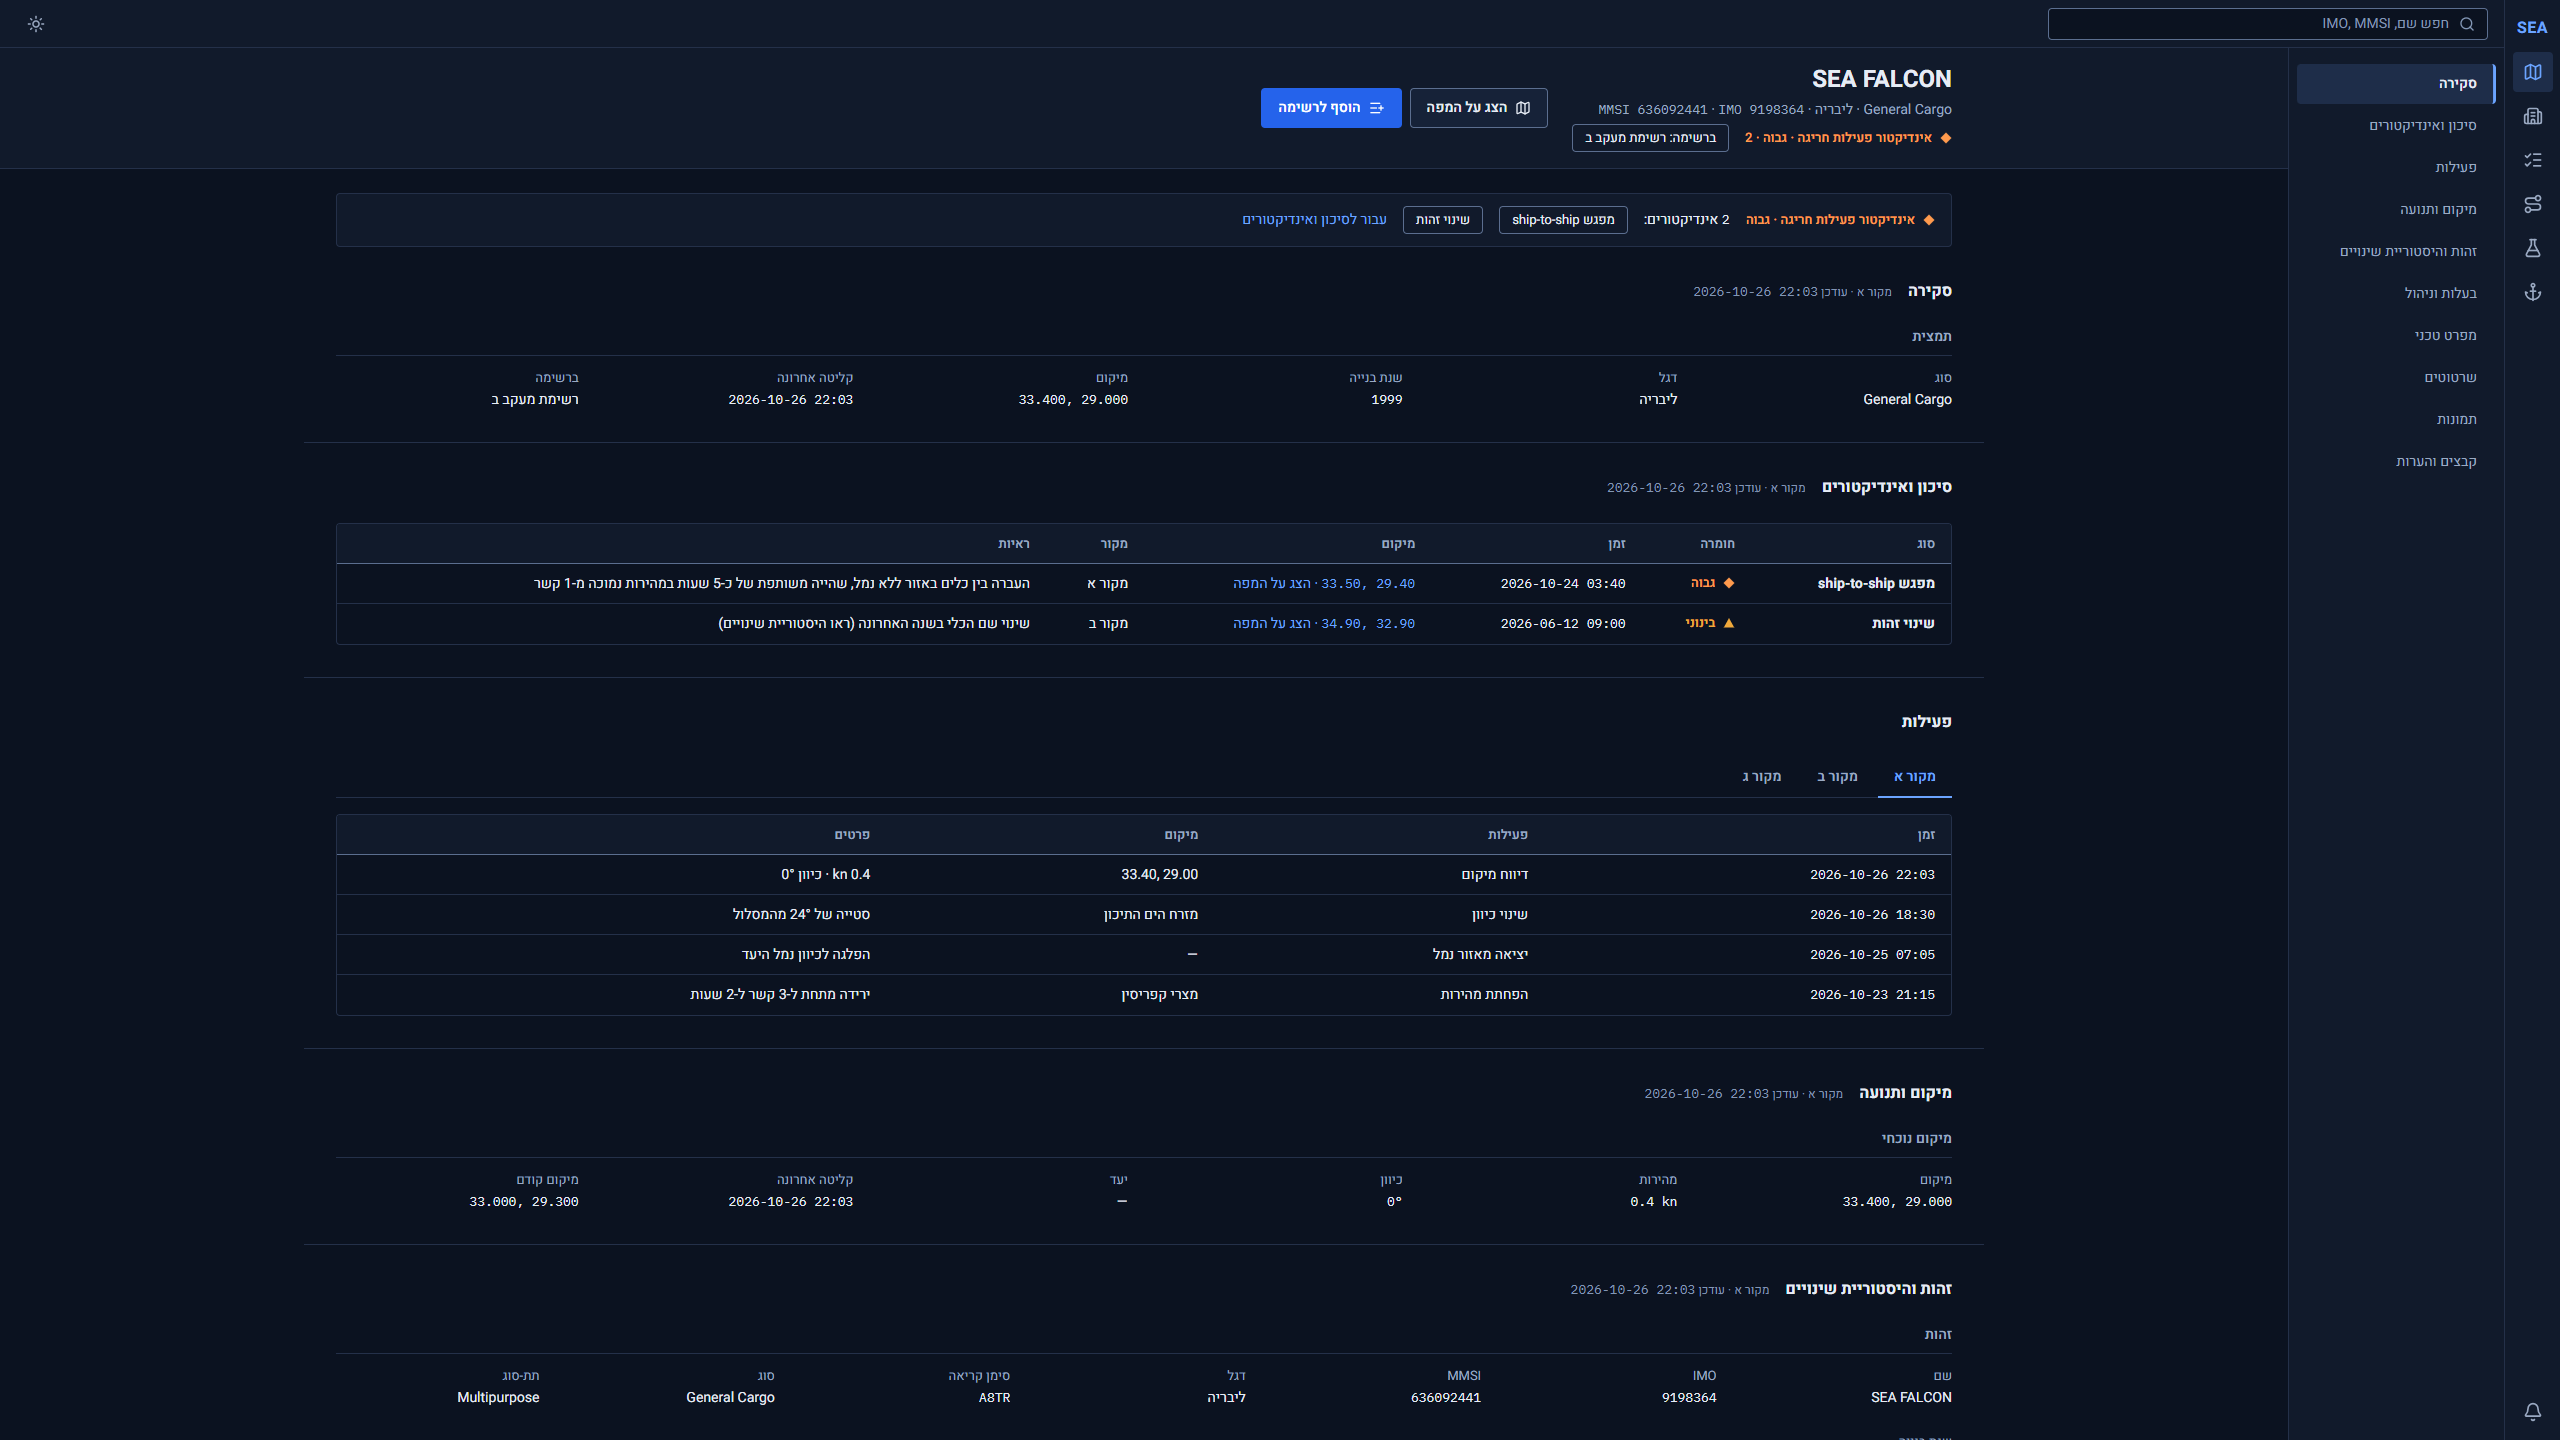 SEA
חפש שם, IMO, MMSI
סקירה
סיכון ואינדיקטורים
פעילות
מיקום ותנועה
זהות והיסטוריית שינויים
בעלות וניהול
מפרט טכני
שרטוטים
תמונות
קבצים והערות
SEA FALCON
General Cargo · ליבריה · IMO 9198364 · MMSI 636092441
אינדיקטור פעילות חריגה · גבוה · 2
ברשימה: רשימת מעקב ב
הצג על המפה
הוסף לרשימה
אינדיקטור פעילות חריגה · גבוה 2 אינדיקטורים: מפגש ship-to-ship שינוי זהות עבור לסיכון ואינדיקטורים
סקירה מקור א · עודכן 2026-10-26 22:03
תמצית
סוג דגל שנת בנייה מיקום קליטה אחרונה ברשימה
General Cargo ליבריה 1999 33.400, 29.000 2026-10-26 22:03 רשימת מעקב ב
סיכון ואינדיקטורים מקור א · עודכן 2026-10-26 22:03
סוג חומרה זמן מיקום מקור ראיות
מפגש ship-to-ship גבוה 2026-10-24 03:40 33.50, 29.40 · הצג על המפה מקור א העברה בין כלים באזור ללא נמל, שהייה משותפת של כ-5 שעות במהירות נמוכה מ-1 קשר
שינוי זהות בינוני 2026-06-12 09:00 34.90, 32.90 · הצג על המפה מקור ב שינוי שם הכלי בשנה האחרונה (ראו היסטוריית שינויים)
פעילות
מקור א מקור ב מקור ג
זמן פעילות מיקום פרטים
2026-10-26 22:03 דיווח מיקום 33.40, 29.00 0.4 kn · כיוון 0°
2026-10-26 18:30 שינוי כיוון מזרח הים התיכון סטייה של 24° מהמסלול
2026-10-25 07:05 יציאה מאזור נמל — הפלגה לכיוון נמל היעד
2026-10-23 21:15 הפחתת מהירות מצרי קפריסין ירידה מתחת ל-3 קשר ל-2 שעות
מיקום ותנועה מקור א · עודכן 2026-10-26 22:03
מיקום נוכחי
מיקום מהירות כיוון יעד קליטה אחרונה מיקום קודם
33.400, 29.000 0.4 kn 0° — 2026-10-26 22:03 33.000, 29.300
זהות והיסטוריית שינויים מקור א · עודכן 2026-10-26 22:03
זהות
שם IMO MMSI דגל סימן קריאה סוג תת-סוג
SEA FALCON 9198364 636092441 ליבריה A8TR General Cargo Multipurpose